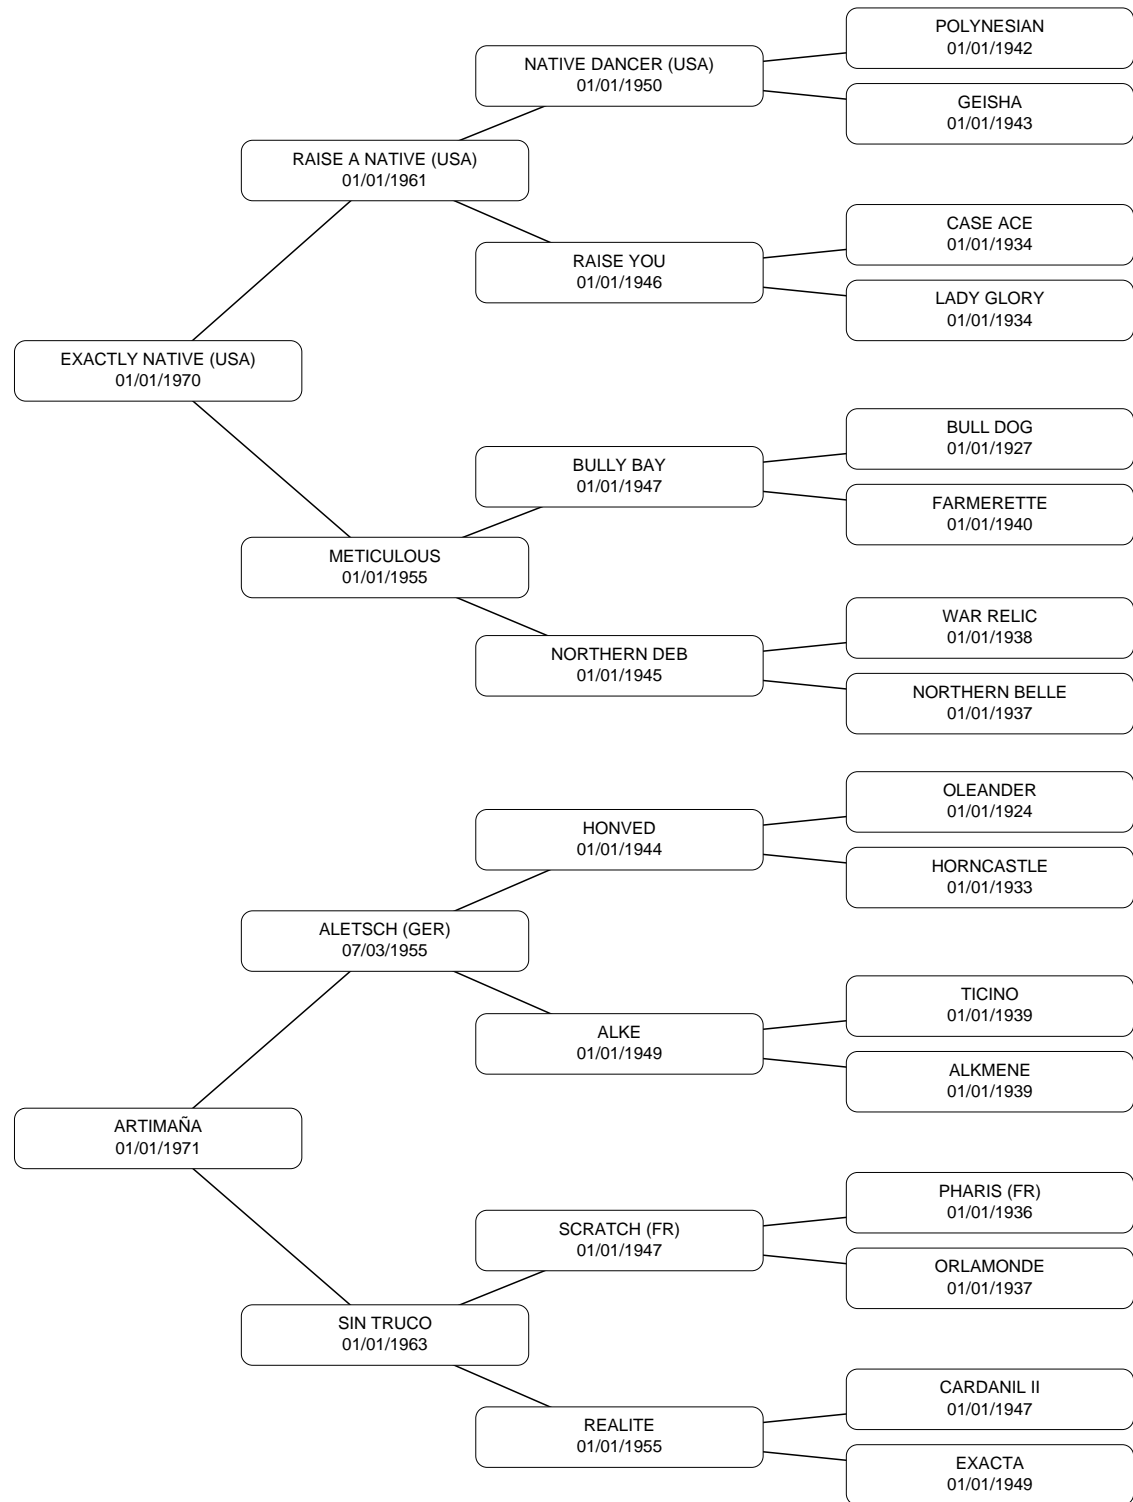 POLYNESIAN
01/01/1942
NATIVE DANCER (USA)
01/01/1950
GEISHA
01/01/1943
RAISE A NATIVE (USA)
01/01/1961
CASE ACE
01/01/1934
RAISE YOU
01/01/1946
LADY GLORY
01/01/1934
EXACTLY NATIVE (USA)
01/01/1970
BULL DOG
01/01/1927
BULLY BAY
01/01/1947
FARMERETTE
01/01/1940
METICULOUS
01/01/1955
WAR RELIC
01/01/1938
NORTHERN DEB
01/01/1945
NORTHERN BELLE
01/01/1937
OLEANDER
01/01/1924
HONVED
01/01/1944
HORNCASTLE
01/01/1933
ALETSCH (GER)
07/03/1955
TICINO
01/01/1939
ALKE
01/01/1949
ALKMENE
01/01/1939
ARTIMAÑA
01/01/1971
PHARIS (FR)
01/01/1936
SCRATCH (FR)
01/01/1947
ORLAMONDE
01/01/1937
SIN TRUCO
01/01/1963
CARDANIL II
01/01/1947
REALITE
01/01/1955
EXACTA
01/01/1949